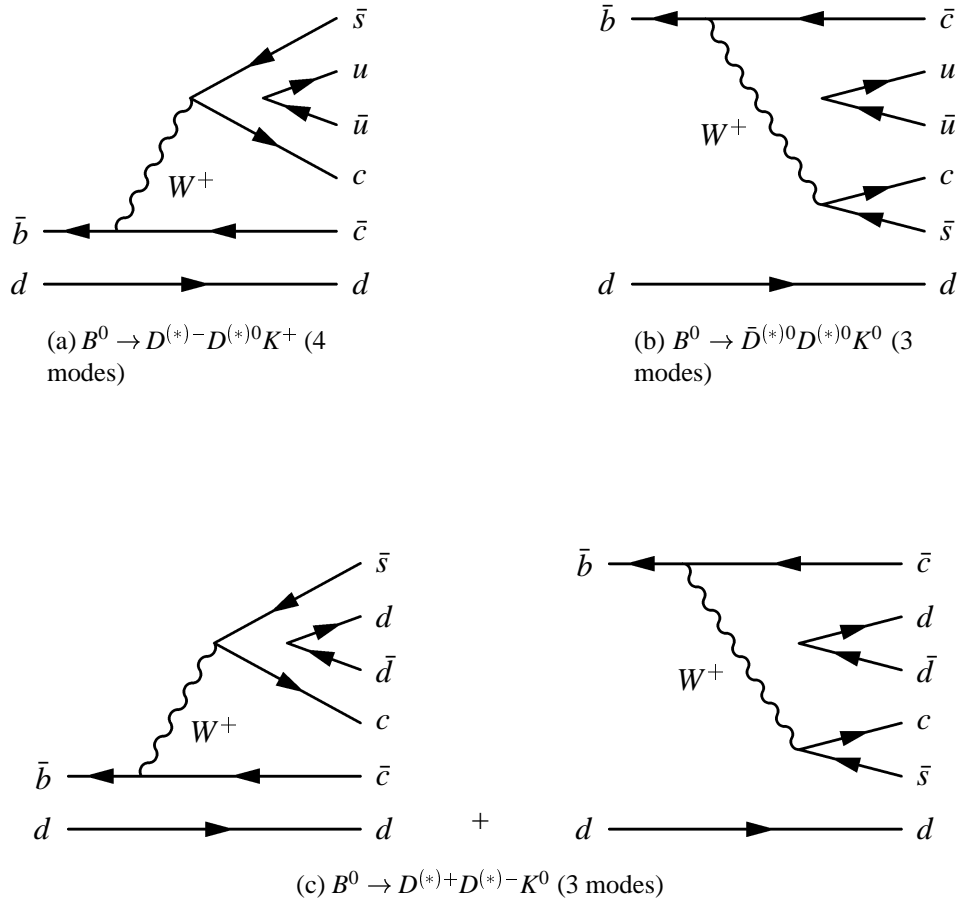 s̄
u
ū
W⁺
c
b̄
c̄
d
d
(a) B⁰ → D⁽*⁾⁻D⁽*⁾⁰K⁺ (4
modes)
b̄
c̄
u
ū
W⁺
c
s̄
d
d
(b) B⁰ → D̄⁽*⁾⁰D⁽*⁾⁰K⁰ (3
modes)
s̄
d
d̄
W⁺
c
b̄
c̄
d
d
+
b̄
c̄
d
d̄
W⁺
c
s̄
d
d
(c) B⁰ → D⁽*⁾⁺D⁽*⁾⁻K⁰ (3 modes)